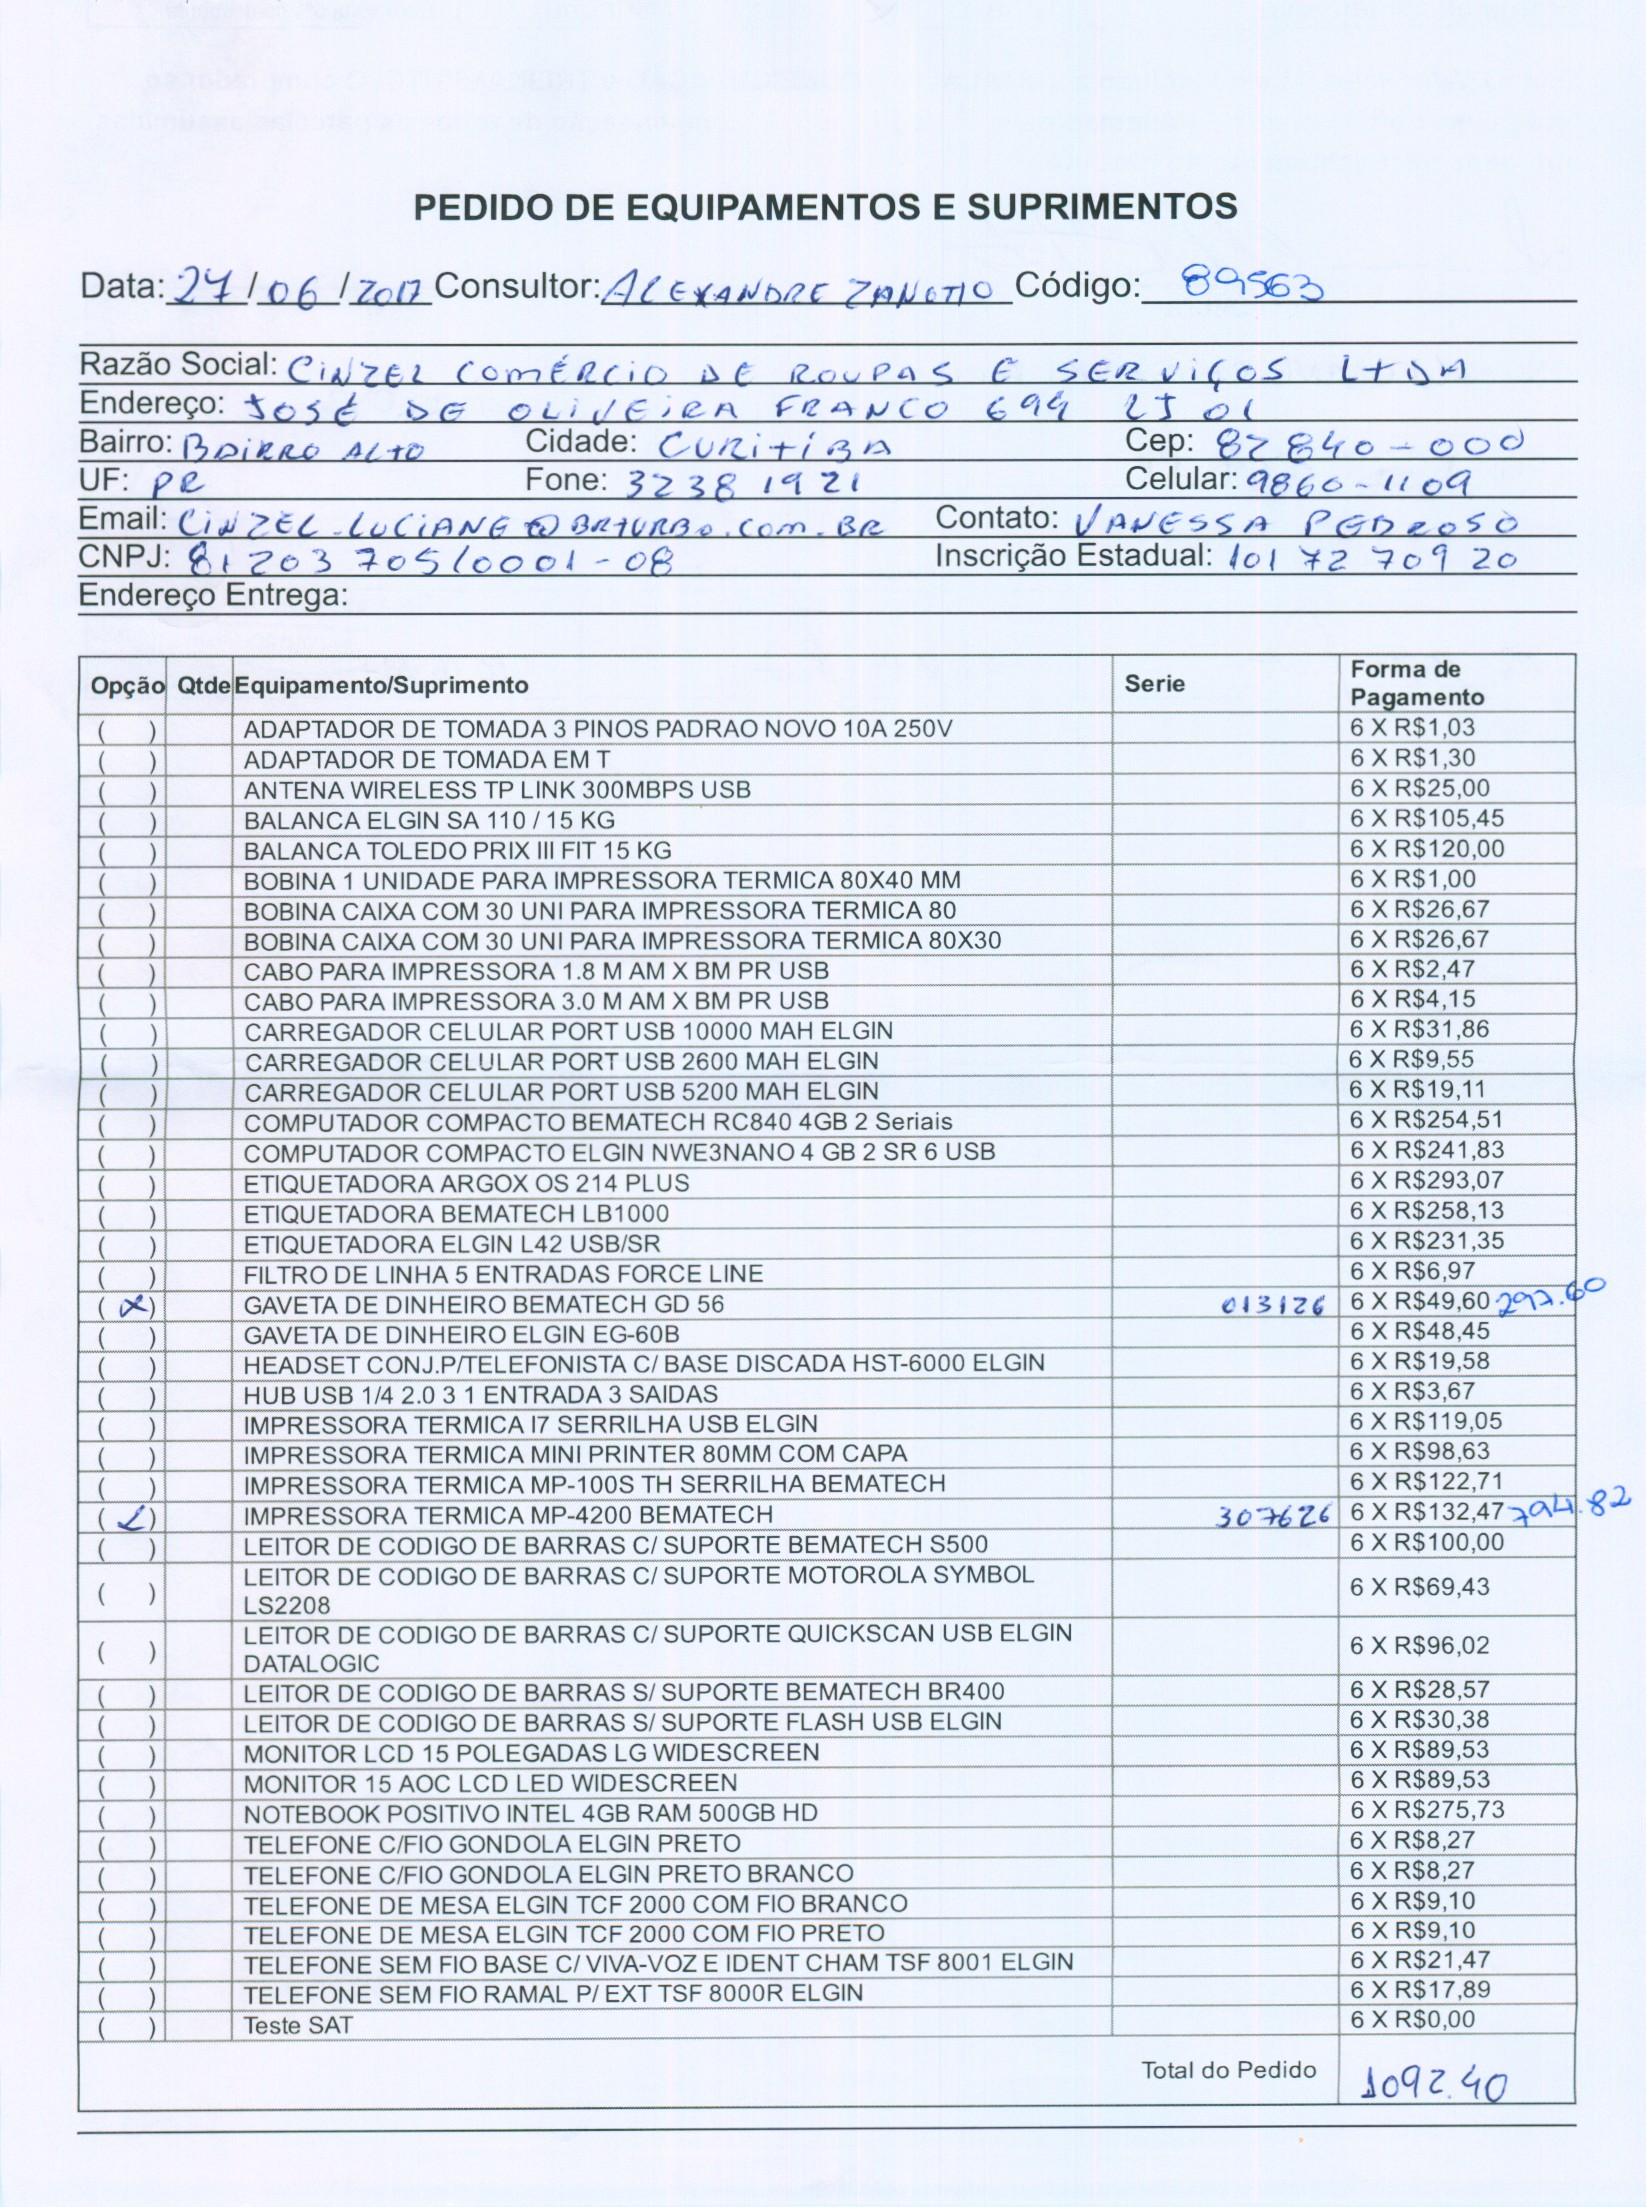 PEDIDO DE EQUIPAMENTOS E SUPRIMENTOS
Data: 27/06/2017 Consultor: ALEXANDRE ZANOTTO Código: 89563
Razão Social: CINZEL COMÉRCIO DE ROUPAS E SERVIÇOS LTDA
Endereço: JOSÉ DE OLIVEIRA FRANCO 694 LJ 01
Bairro: BAIRRO ALTO Cidade: CURITIBA Cep: 82.840-000
UF: PR Fone: 3238 1921 Celular: 9860-1109
Email: CINZEL.LUCIANE@BRTURBO.COM.BR Contato: VANESSA PEDROSO
CNPJ: 81 203 705/0001-08 Inscrição Estadual: 101 72 709 20
Endereço Entrega:
Opção Qtde Equipamento/Suprimento Serie Forma de Pagamento
( ) ADAPTADOR DE TOMADA 3 PINOS PADRAO NOVO 10A 250V 6 X R$1,03
( ) ADAPTADOR DE TOMADA EM T 6 X R$1,30
( ) ANTENA WIRELESS TP LINK 300MBPS USB 6 X R$25,00
( ) BALANCA ELGIN SA 110 / 15 KG 6 X R$105,45
( ) BALANCA TOLEDO PRIX III FIT 15 KG 6 X R$120,00
( ) BOBINA 1 UNIDADE PARA IMPRESSORA TERMICA 80X40 MM 6 X R$1,00
( ) BOBINA CAIXA COM 30 UNI PARA IMPRESSORA TERMICA 80 6 X R$26,67
( ) BOBINA CAIXA COM 30 UNI PARA IMPRESSORA TERMICA 80X30 6 X R$26,67
( ) CABO PARA IMPRESSORA 1.8 M AM X BM PR USB 6 X R$2,47
( ) CABO PARA IMPRESSORA 3.0 M AM X BM PR USB 6 X R$4,15
( ) CARREGADOR CELULAR PORT USB 10000 MAH ELGIN 6 X R$31,86
( ) CARREGADOR CELULAR PORT USB 2600 MAH ELGIN 6 X R$9,55
( ) CARREGADOR CELULAR PORT USB 5200 MAH ELGIN 6 X R$19,11
( ) COMPUTADOR COMPACTO BEMATECH RC840 4GB 2 Seriais 6 X R$254,51
( ) COMPUTADOR COMPACTO ELGIN NWE3NANO 4 GB 2 SR 6 USB 6 X R$241,83
( ) ETIQUETADORA ARGOX OS 214 PLUS 6 X R$293,07
( ) ETIQUETADORA BEMATECH LB1000 6 X R$258,13
( ) ETIQUETADORA ELGIN L42 USB/SR 6 X R$231,35
( ) FILTRO DE LINHA 5 ENTRADAS FORCE LINE 6 X R$6,97
( X ) GAVETA DE DINHEIRO BEMATECH GD 56 013126 6 X R$49,60 297.60
( ) GAVETA DE DINHEIRO ELGIN EG-60B 6 X R$48,45
( ) HEADSET CONJ.P/TELEFONISTA C/ BASE DISCADA HST-6000 ELGIN 6 X R$19,58
( ) HUB USB 1/4 2.0 3 1 ENTRADA 3 SAIDAS 6 X R$3,67
( ) IMPRESSORA TERMICA I7 SERRILHA USB ELGIN 6 X R$119,05
( ) IMPRESSORA TERMICA MINI PRINTER 80MM COM CAPA 6 X R$98,63
( ) IMPRESSORA TERMICA MP-100S TH SERRILHA BEMATECH 6 X R$122,71
( ) IMPRESSORA TERMICA MP-4200 BEMATECH 307626 6 X R$132,47 794.82
( ) LEITOR DE CODIGO DE BARRAS C/ SUPORTE BEMATECH S500 6 X R$100,00
( ) LEITOR DE CODIGO DE BARRAS C/ SUPORTE MOTOROLA SYMBOL
LS2208 6 X R$69,43
( ) LEITOR DE CODIGO DE BARRAS C/ SUPORTE QUICKSCAN USB ELGIN
DATALOGIC 6 X R$96,02
( ) LEITOR DE CODIGO DE BARRAS S/ SUPORTE BEMATECH BR400 6 X R$28,57
( ) LEITOR DE CODIGO DE BARRAS S/ SUPORTE FLASH USB ELGIN 6 X R$30,38
( ) MONITOR LCD 15 POLEGADAS LG WIDESCREEN 6 X R$89,53
( ) MONITOR 15 AOC LCD LED WIDESCREEN 6 X R$89,53
( ) NOTEBOOK POSITIVO INTEL 4GB RAM 500GB HD 6 X R$275,73
( ) TELEFONE C/FIO GONDOLA ELGIN PRETO 6 X R$8,27
( ) TELEFONE C/FIO GONDOLA ELGIN PRETO BRANCO 6 X R$8,27
( ) TELEFONE DE MESA ELGIN TCF 2000 COM FIO BRANCO 6 X R$9,10
( ) TELEFONE DE MESA ELGIN TCF 2000 COM FIO PRETO 6 X R$9,10
( ) TELEFONE SEM FIO BASE C/ VIVA-VOZ E IDENT CHAM TSF 8001 ELGIN 6 X R$21,47
( ) TELEFONE SEM FIO RAMAL P/ EXT TSF 8000R ELGIN 6 X R$17,89
( ) Teste SAT 6 X R$0,00
Total do Pedido 1092.40